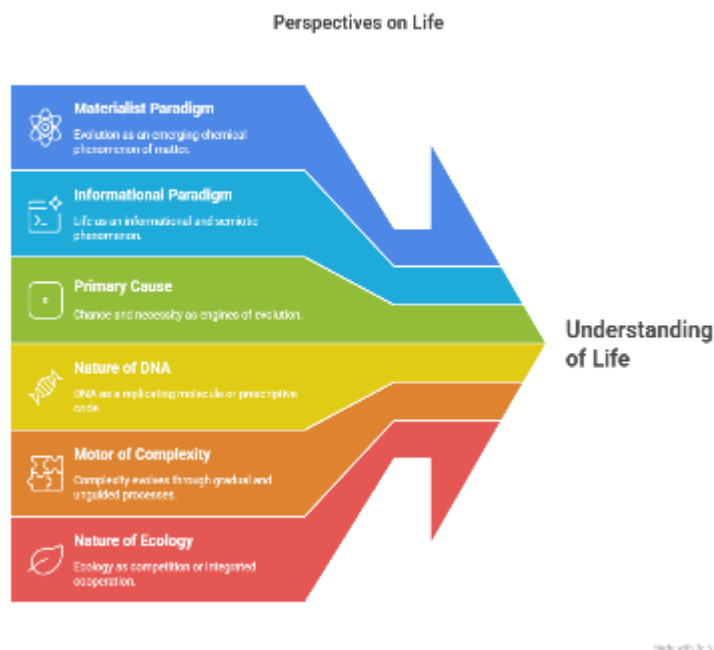 Perspectives on Life
Materialist Paradigm
Evolution as an emerging chemical
phenomenon of matter.
Informational Paradigm
Life as an informational and semiotic
phenomenon.
Primary Cause
Chance and necessity as engines of evolution.
Nature of DNA
DNA as a replicating molecule or prescriptive
code.
Motor of Complexity
Complexity evolves through gradual and
unguided processes.
Nature of Ecology
Ecology as competition or integrated
cooperation.
Understanding
of Life
Made with